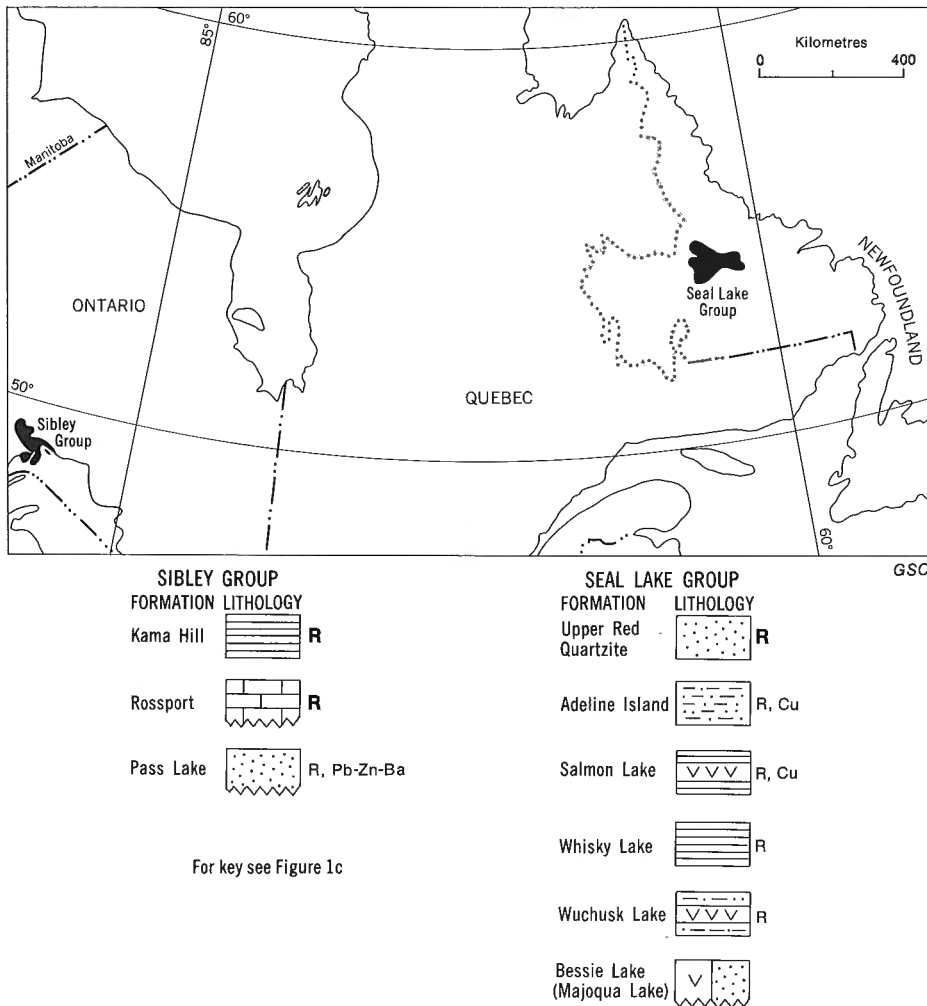 60°
85°
Kilometres
0 400
Manitoba
ONTARIO
NEWFOUNDLAND
Seal Lake
Group
QUEBEC
50°
Sibley
Group
60°
GSC
SIBLEY GROUP
FORMATION LITHOLOGY
Kama Hill R
Rossport R
Pass Lake R, Pb-Zn-Ba
For key see Figure 1c
SEAL LAKE GROUP
FORMATION LITHOLOGY
Upper Red
Quartzite R
Adeline Island R, Cu
Salmon Lake R, Cu
Whisky Lake R
Wuchusk Lake R
Bessie Lake
(Majoqua Lake)